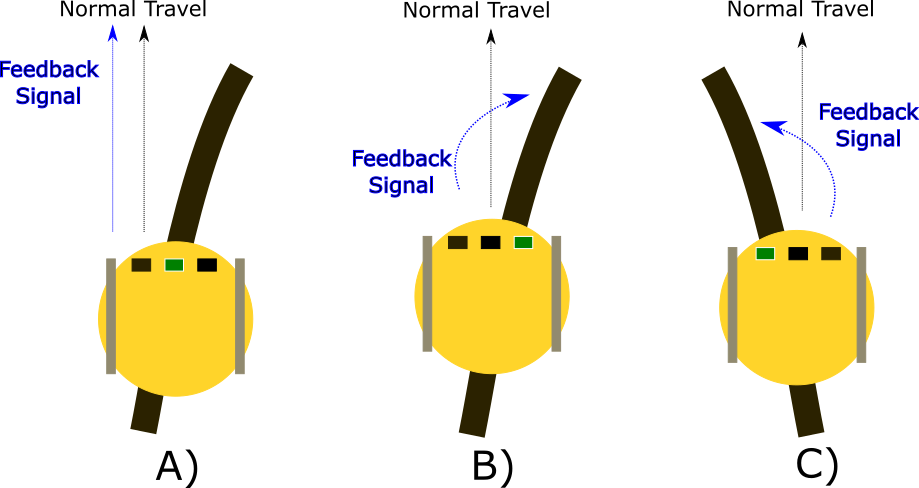 Normal Travel
Feedback
Signal
A)
Normal Travel
Feedback
Signal
B)
Normal Travel
Feedback
Signal
C)